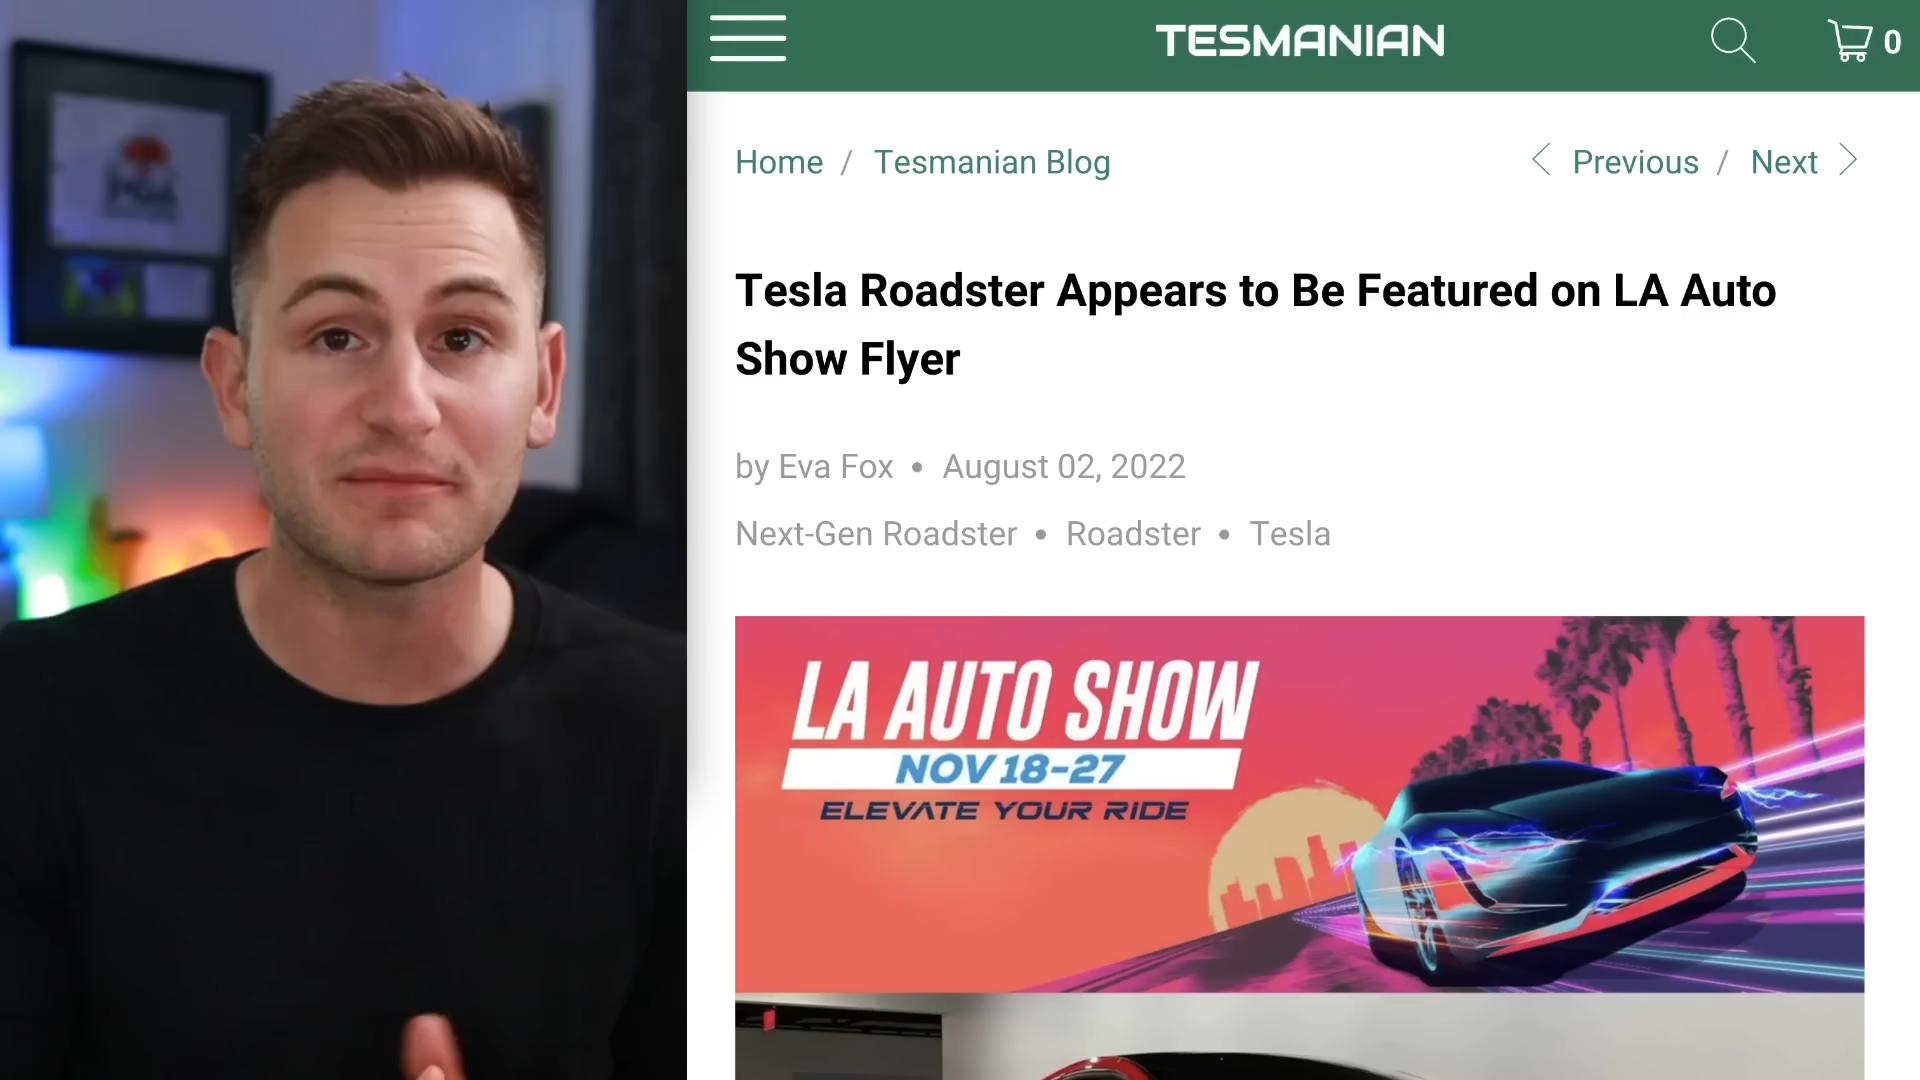 TESMANIAN
0
Home / Tesmanian Blog
Previous / Next
Tesla Roadster Appears to Be Featured on LA Auto
Show Flyer
by Eva Fox • August 02, 2022
Next-Gen Roadster • Roadster • Tesla
LA AUTO SHOW
NOV 18-27
ELEVATE YOUR RIDE